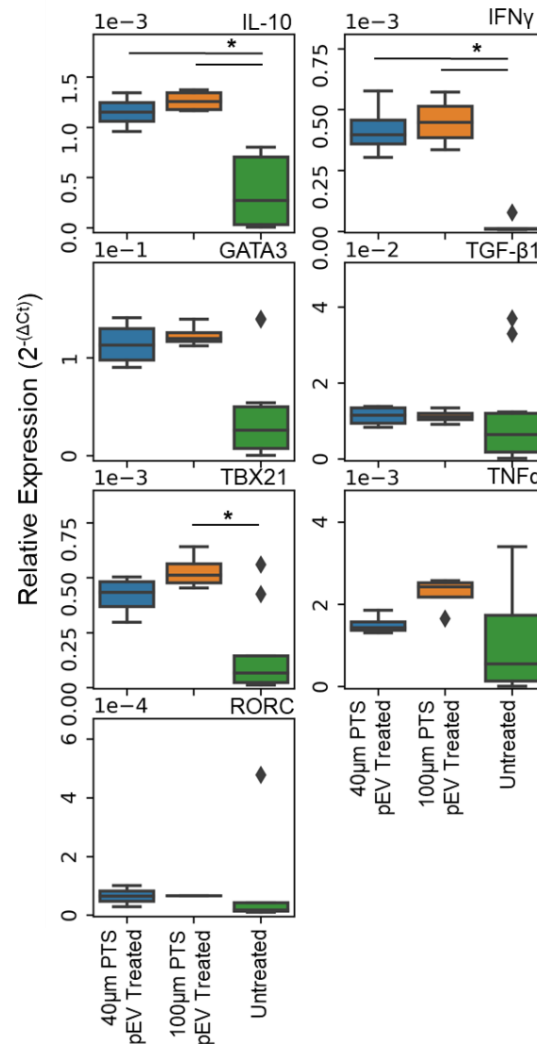 1e−3 IL-10
*
1.5
1.0
0.5
0.0
IFNγ
1e−3
*
0.75
0.50
0.25
0.00
1e−1 GATA3
1
0
1e−2 TGF-β1
4
2
0
1e−3 TBX21
*
0.75
0.50
0.25
0.00
1e−3 TNFα
4
2
0
1e−4 RORC
6
4
2
0
Relative Expression (2-(ΔCt))
40μm PTS
pEV Treated
100μm PTS
pEV Treated
Untreated
40μm PTS
pEV Treated
100μm PTS
pEV Treated
Untreated